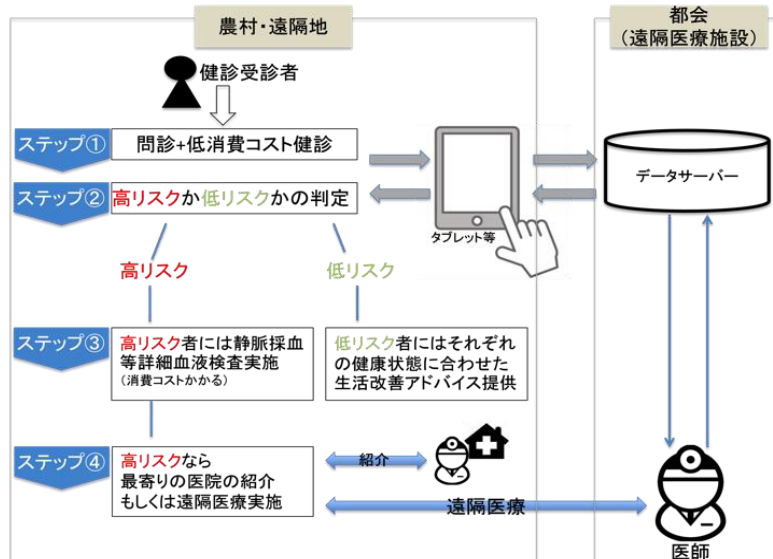 農村・遠隔地
都会
（遠隔医療施設）
健診受診者
ステップ①
問診+低消費コスト健診
ステップ②
高リスクか低リスクかの判定
タブレット等
データサーバー
高リスク
低リスク
ステップ③
高リスク者には静脈採血
等詳細血液検査実施
（消費コストかかる）
低リスク者にはそれぞれ
の健康状態に合わせた
生活改善アドバイス提供
ステップ④
高リスクなら
最寄りの医院の紹介
もしくは遠隔医療実施
紹介
遠隔医療
医師